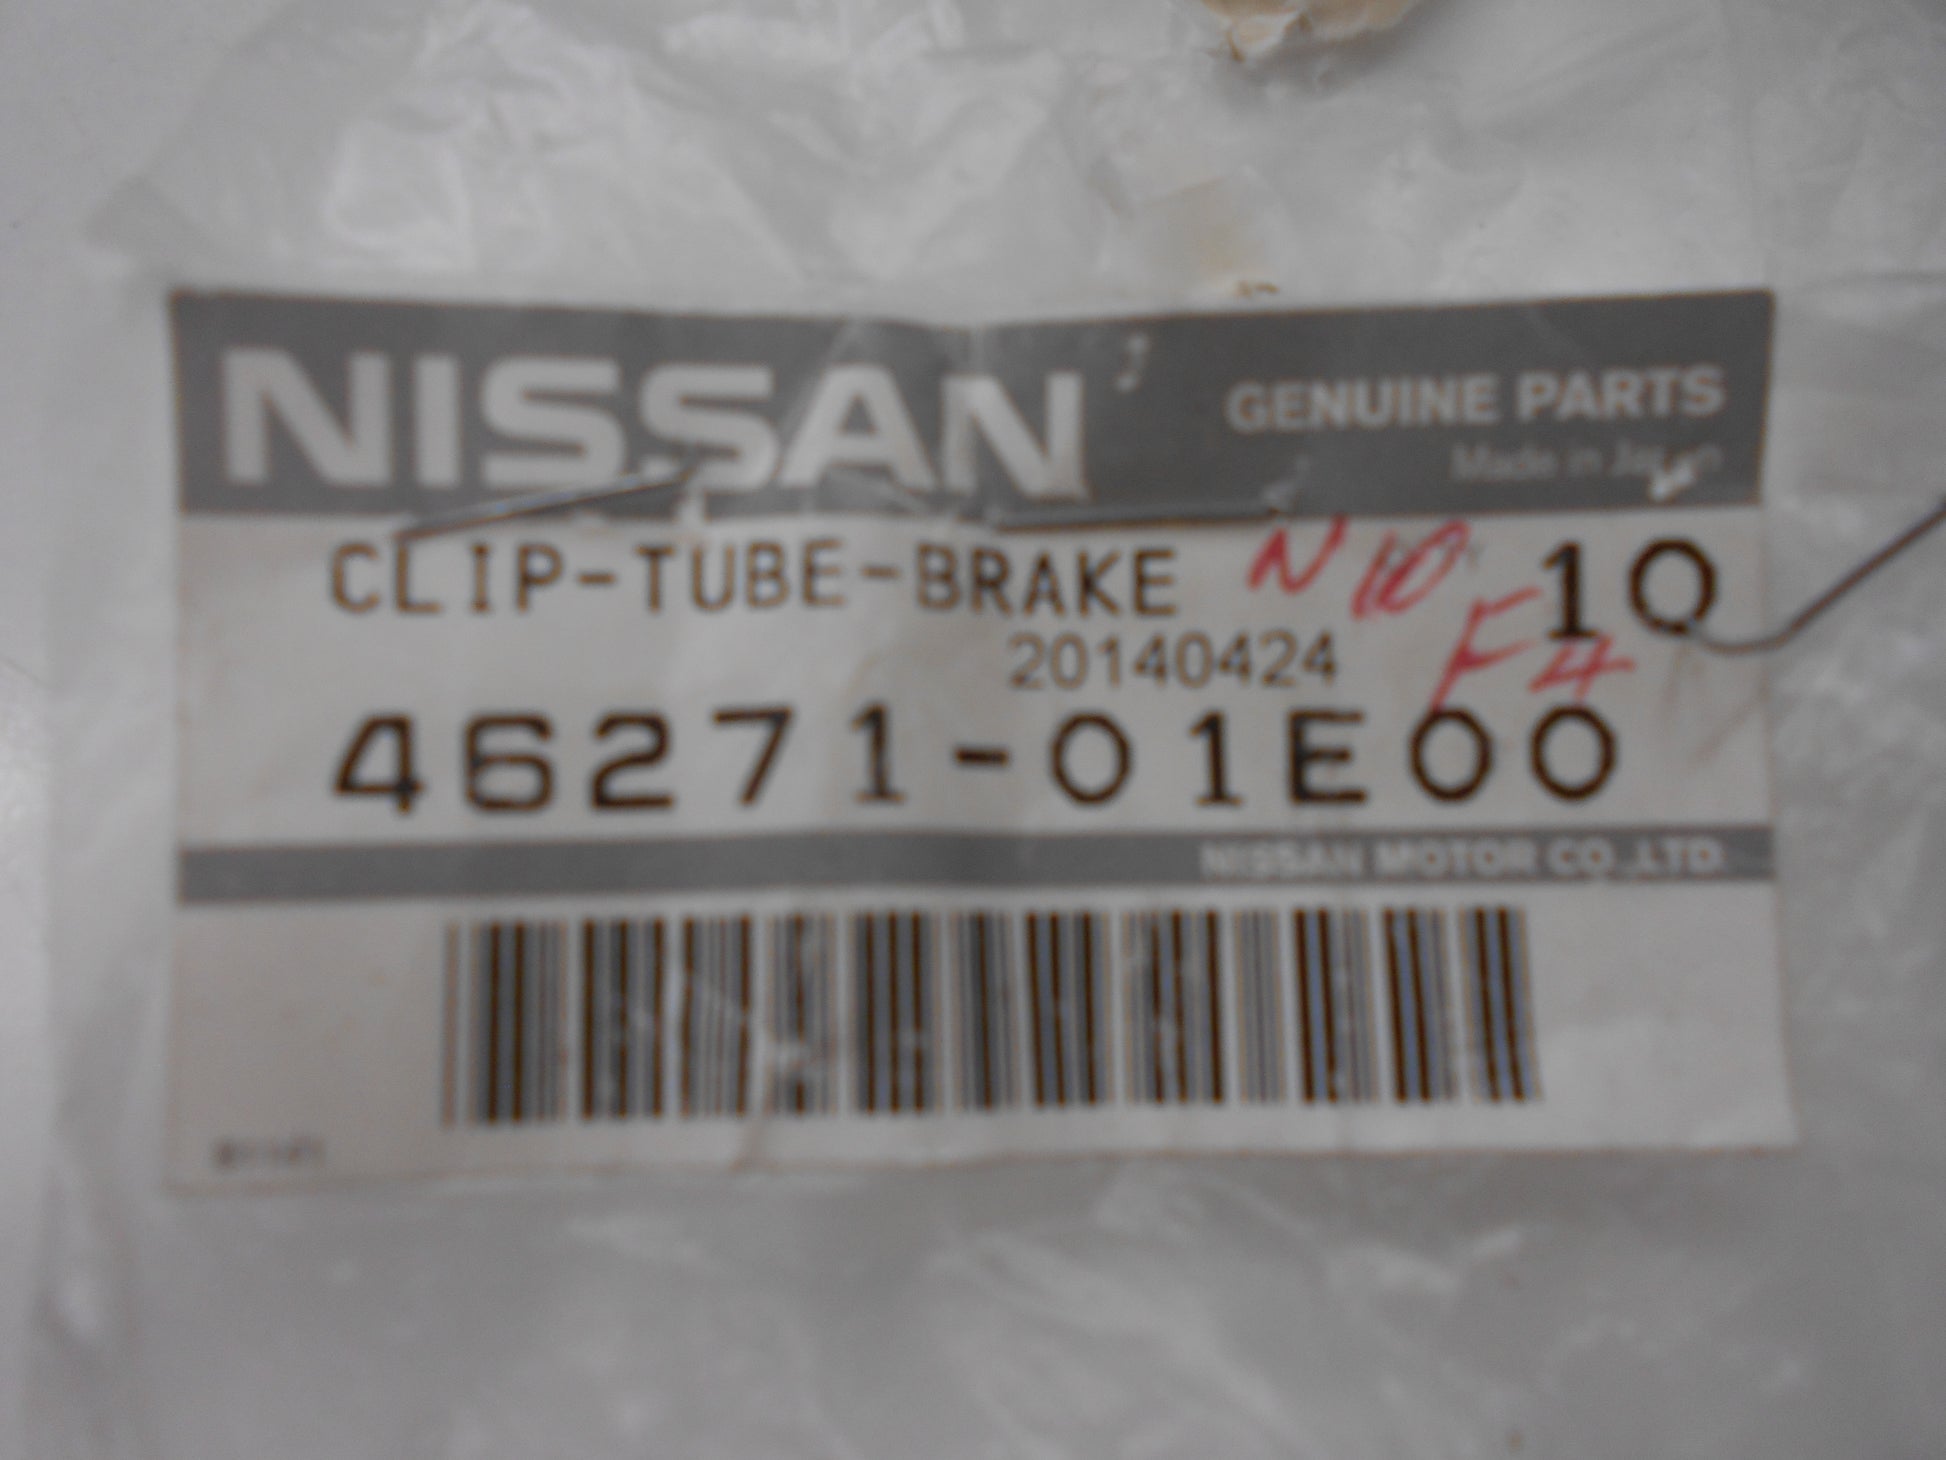 NISSAN
GENUINE PARTS
Made in Japan
CLIP-TUBE-BRAKE
N10
10
20140424
F4
46271-01E00
NISSAN MOTOR CO.,LTD.